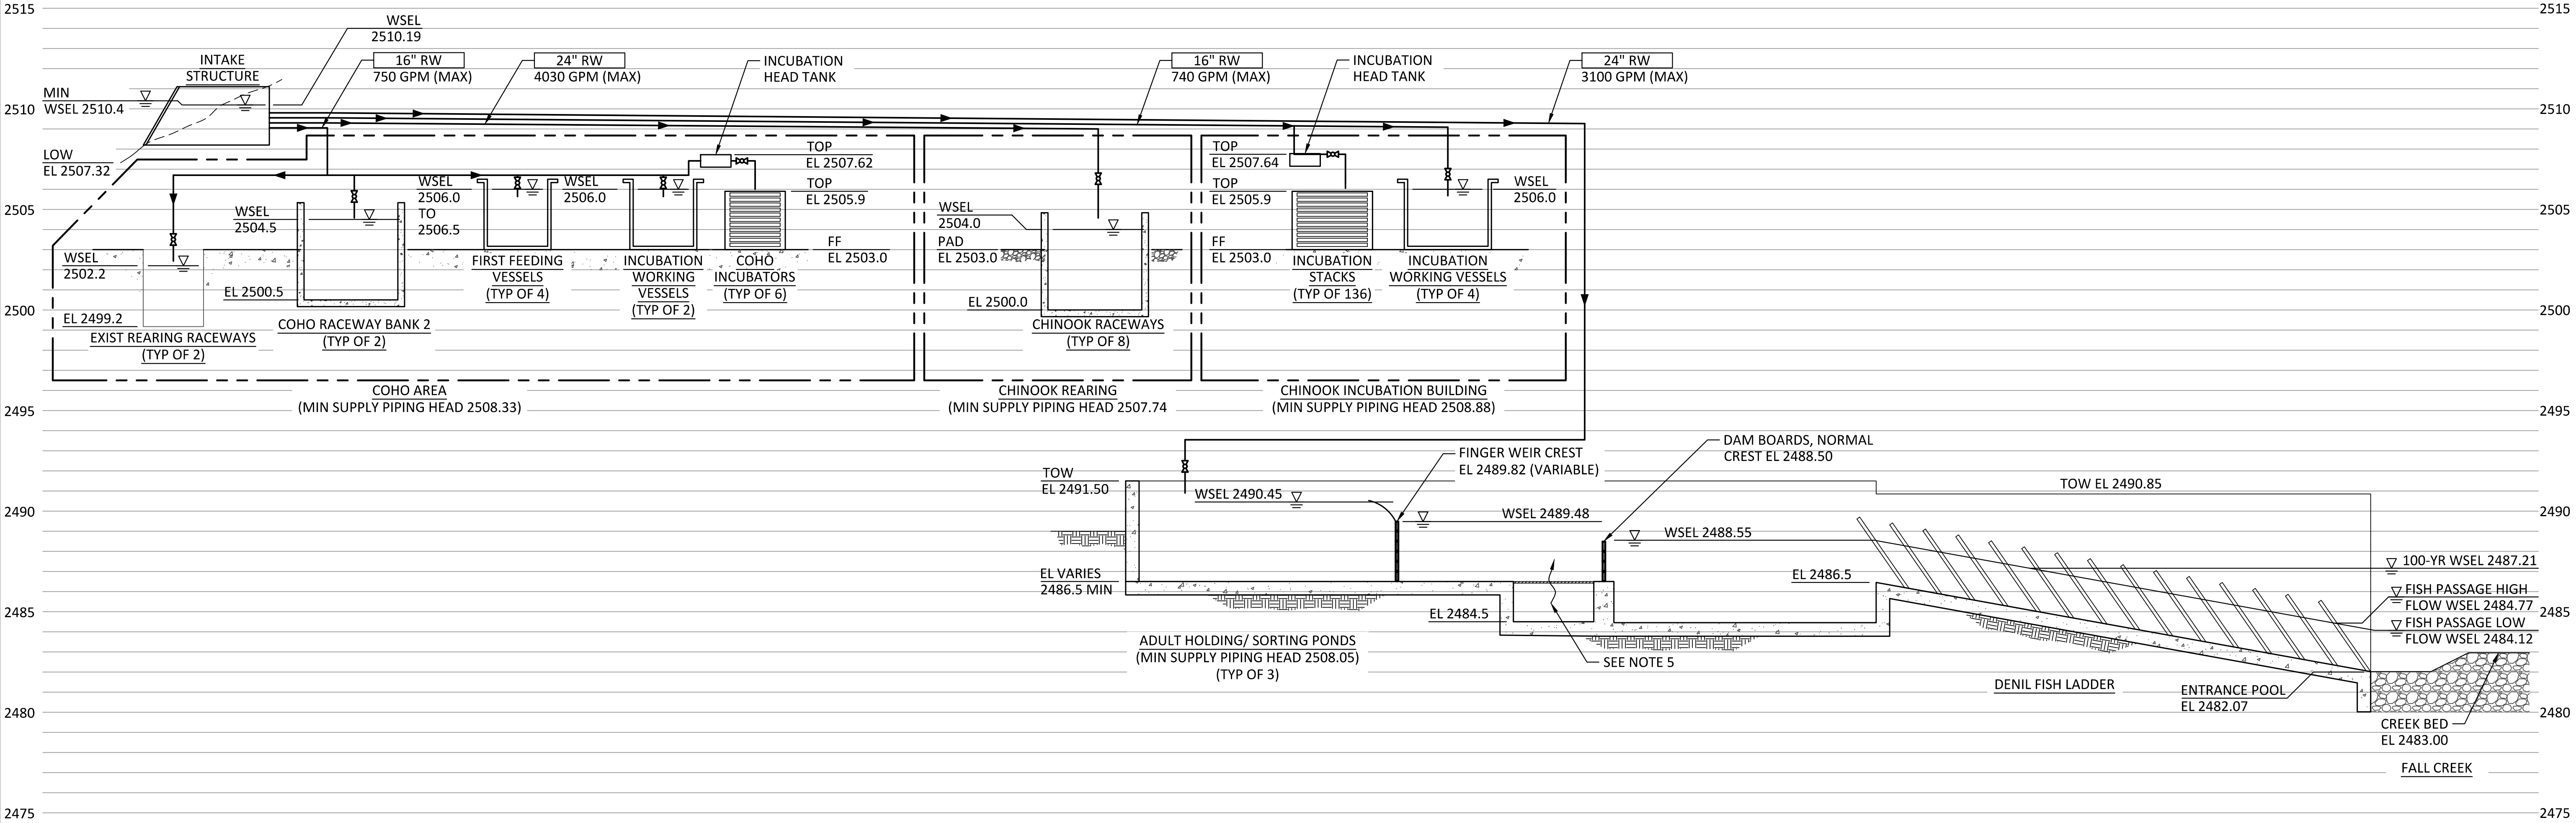 2515
2515
WSEL
2510.19
16" RW
750 GPM (MAX)
24" RW
4030 GPM (MAX)
INCUBATION
HEAD TANK
16" RW
740 GPM (MAX)
INCUBATION
HEAD TANK
24" RW
3100 GPM (MAX)
INTAKE
STRUCTURE
MIN
WSEL 2510.4
2510
2510
LOW
EL 2507.32
TOP
EL 2507.62
TOP
EL 2505.9
TOP
EL 2507.64
TOP
EL 2505.9
WSEL
2506.0
TO
2506.5
WSEL
2506.0
WSEL
2506.0
2505
2505
WSEL
2504.5
WSEL
2504.0
WSEL
2502.2
FF
EL 2503.0
PAD
EL 2503.0
FF
EL 2503.0
FIRST FEEDING
VESSELS
(TYP OF 4)
INCUBATION
WORKING
VESSELS
(TYP OF 2)
COHO
INCUBATORS
(TYP OF 6)
INCUBATION
STACKS
(TYP OF 136)
INCUBATION
WORKING VESSELS
(TYP OF 4)
EL 2500.5
EL 2500.0
2500
2500
EL 2499.2
EXIST REARING RACEWAYS
(TYP OF 2)
COHO RACEWAY BANK 2
(TYP OF 2)
CHINOOK RACEWAYS
(TYP OF 8)
COHO AREA
(MIN SUPPLY PIPING HEAD 2508.33)
CHINOOK REARING
(MIN SUPPLY PIPING HEAD 2507.74
CHINOOK INCUBATION BUILDING
(MIN SUPPLY PIPING HEAD 2508.88)
2495
2495
FINGER WEIR CREST
EL 2489.82 (VARIABLE)
DAM BOARDS, NORMAL
CREST EL 2488.50
TOW
EL 2491.50
WSEL 2490.45
TOW EL 2490.85
2490
2490
WSEL 2489.48
WSEL 2488.55
100-YR WSEL 2487.21
EL VARIES
2486.5 MIN
EL 2486.5
FISH PASSAGE HIGH
FLOW WSEL 2484.77
2485
2485
EL 2484.5
FISH PASSAGE LOW
FLOW WSEL 2484.12
ADULT HOLDING/ SORTING PONDS
(MIN SUPPLY PIPING HEAD 2508.05)
(TYP OF 3)
SEE NOTE 5
DENIL FISH LADDER
ENTRANCE POOL
EL 2482.07
2480
2480
CREEK BED
EL 2483.00
FALL CREEK
2475
2475